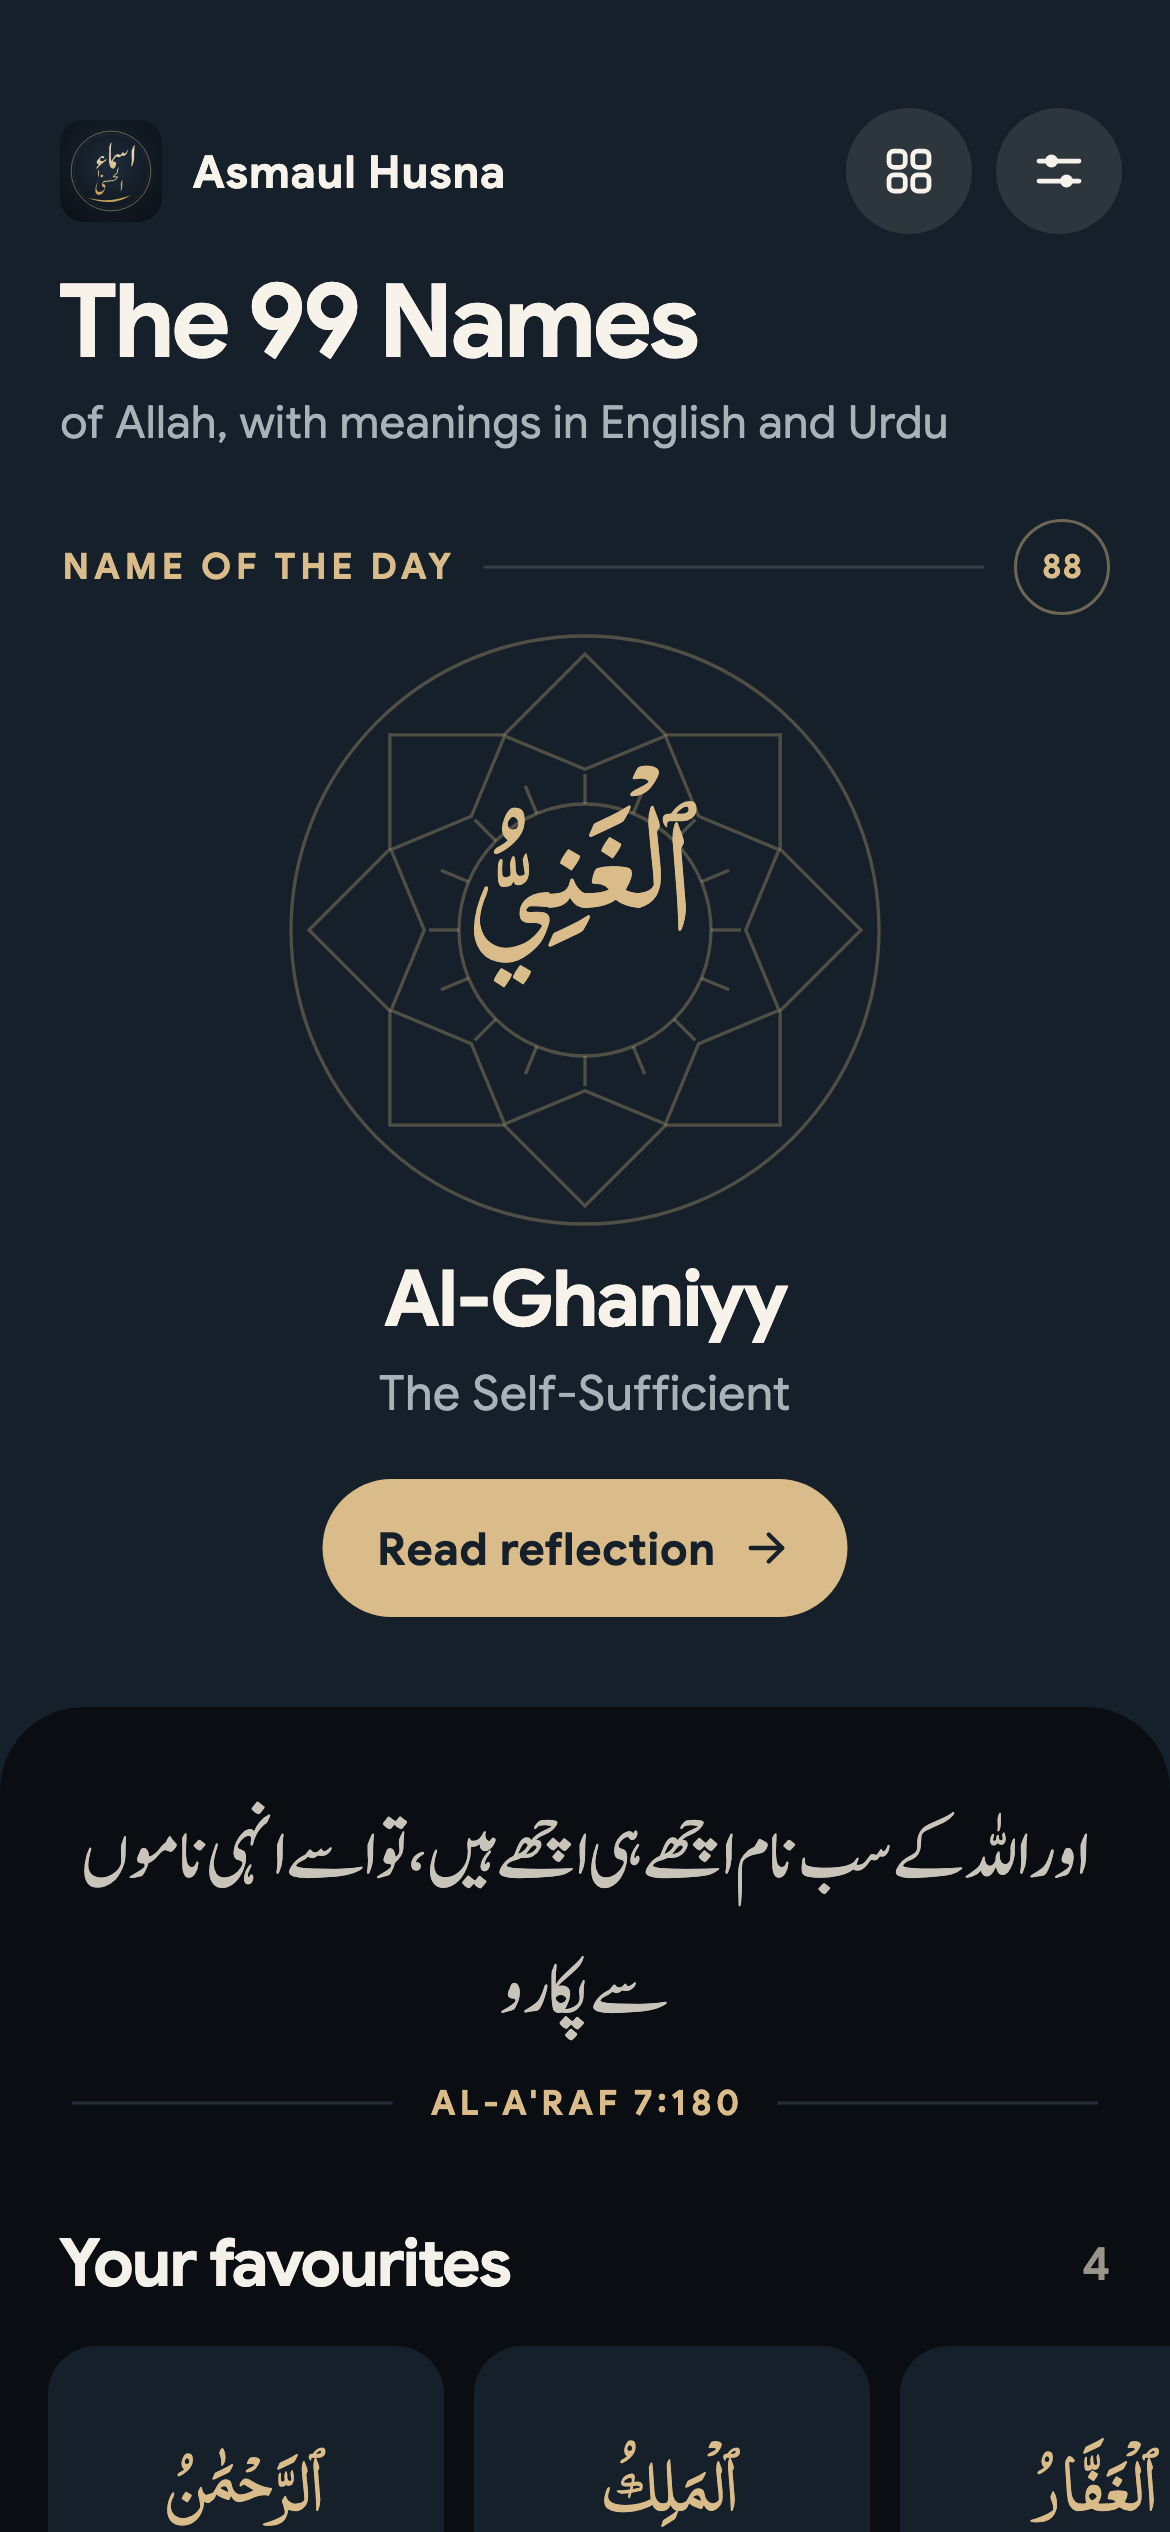 اسماء
الحسنى
Asmaul Husna
The 99 Names
of Allah, with meanings in English and Urdu
NAME OF THE DAY
88
ٱلْغَنِيُّ
Al-Ghaniyy
The Self-Sufficient
Read reflection →
اور اللہ کے سب نام اچھے ہی اچھے ہیں، تو اسے انہی ناموں
سے پکارو
AL-A'RAF 7:180
Your favourites
4
ٱلرَّحْمَٰنُ
ٱلْمَلِكُ
ٱلْغَفَّارُ